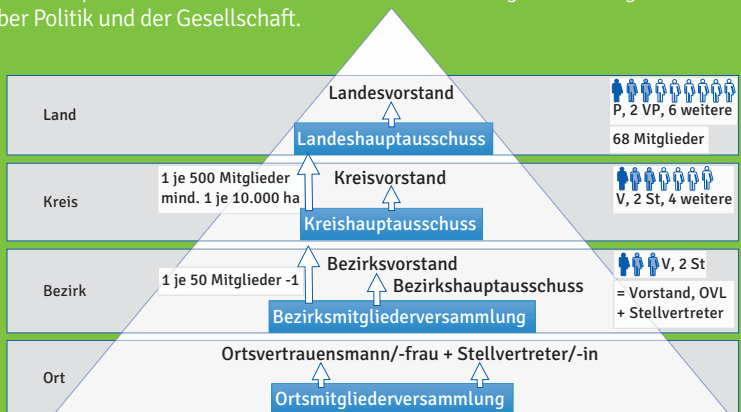 ber Politik und der Gesellschaft.
Land
Landesvorstand
Landeshauptausschuss
P, 2 VP, 6 weitere
68 Mitglieder
Kreis
1 je 500 Mitglieder
mind. 1 je 10.000 ha
Kreisvorstand
Kreishauptausschuss
V, 2 St, 4 weitere
Bezirk
1 je 50 Mitglieder -1
Bezirksvorstand
Bezirkshauptausschuss
Bezirksmitgliederversammlung
V, 2 St
= Vorstand, OVL
+ Stellvertreter
Ort
Ortsvertrauensmann/-frau + Stellvertreter/-in
Ortsmitgliederversammlung